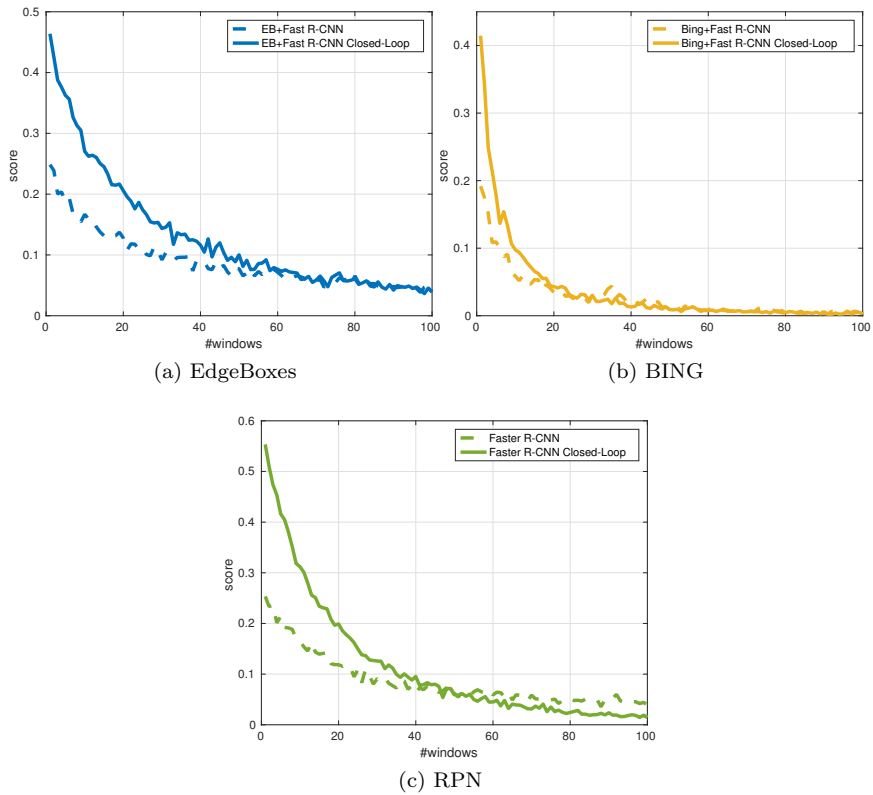 0.5
0.4
0.3
0.2
0.1
0
score
0 20 40 60 80 100
#windows
EB+Fast R-CNN
EB+Fast R-CNN Closed-Loop
(a) EdgeBoxes
0.4
0.3
0.2
0.1
0
score
0 20 40 60 80 100
#windows
Bing+Fast R-CNN
Bing+Fast R-CNN Closed-Loop
(b) BING
0.6
0.5
0.4
0.3
0.2
0.1
0
score
0 20 40 60 80 100
#windows
Faster R-CNN
Faster R-CNN Closed-Loop
(c) RPN